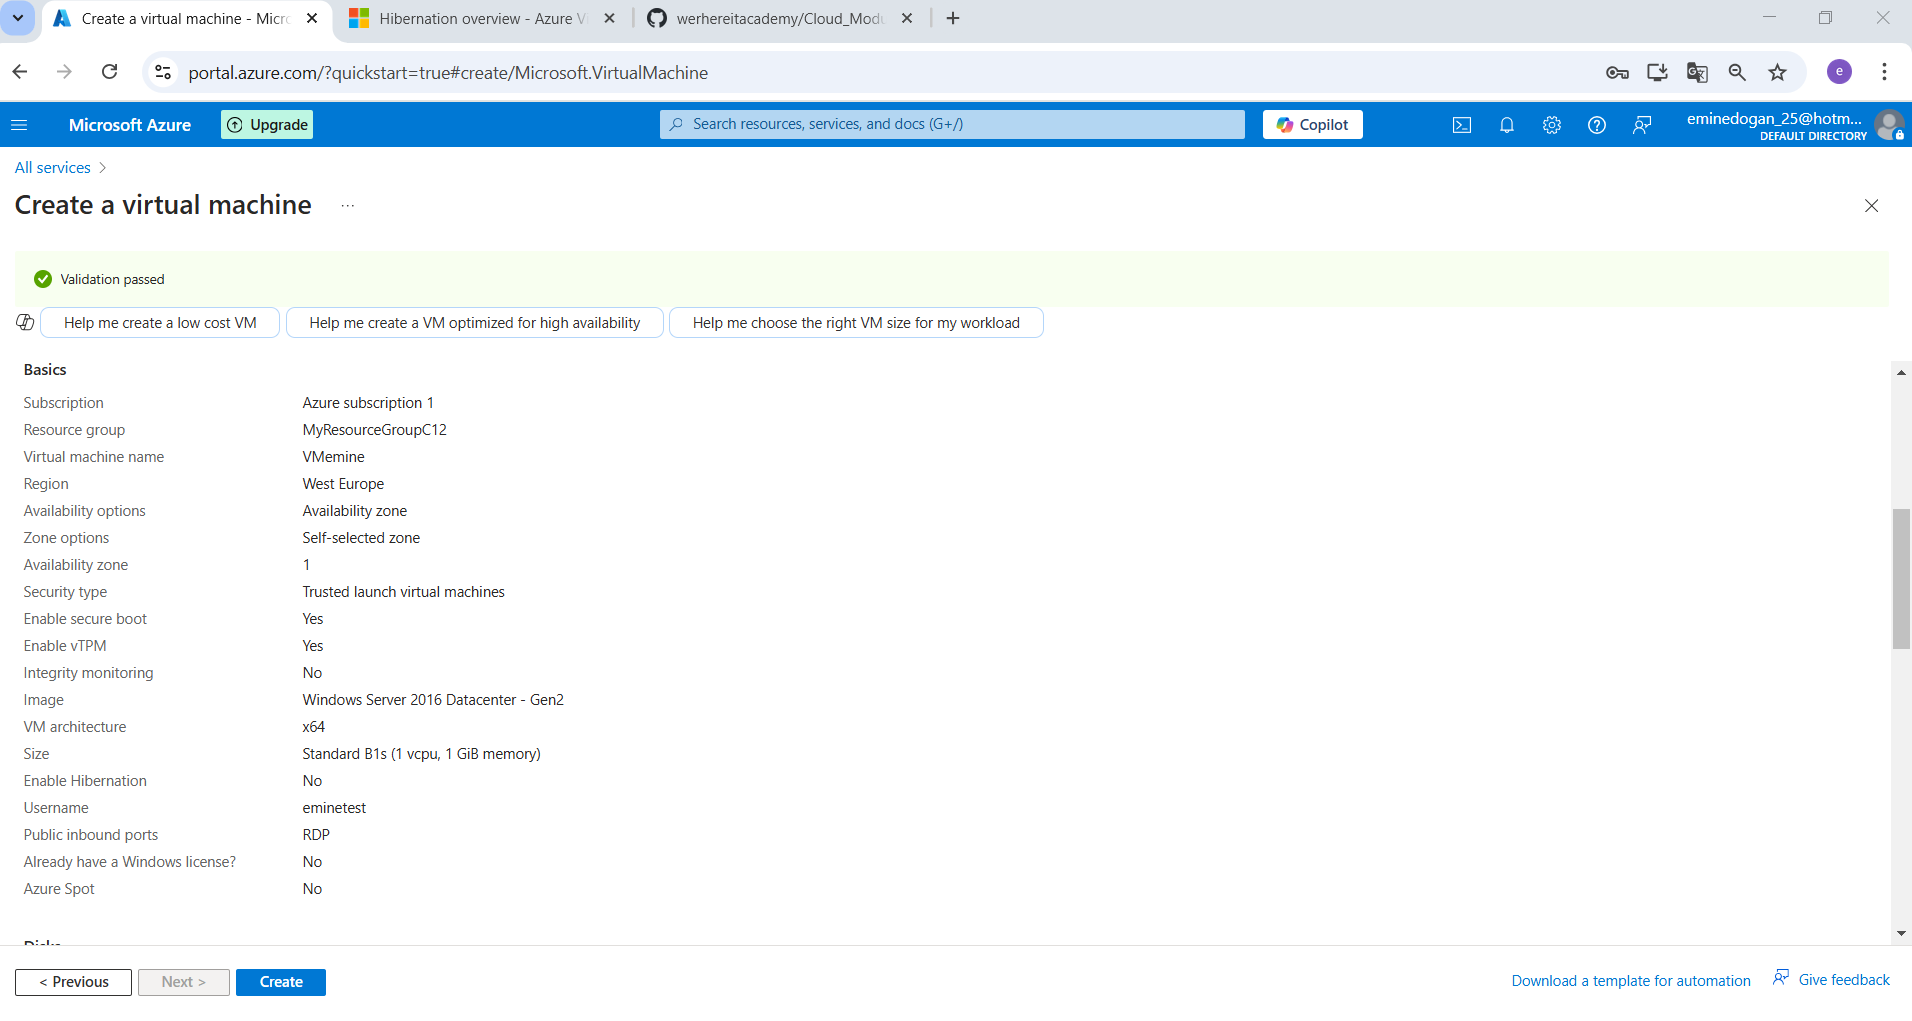 Create a virtual machine - Micro
Hibernation overview - Azure Vi
werhereitacademy/Cloud_Modu
portal.azure.com/?quickstart=true#create/Microsoft.VirtualMachine
e
Microsoft Azure
Upgrade
Search resources, services, and docs (G+/)
Copilot
eminedogan_25@hotm...
DEFAULT DIRECTORY
All services >
Create a virtual machine ...
Validation passed
Help me create a low cost VM
Help me create a VM optimized for high availability
Help me choose the right VM size for my workload
Basics
Subscription Azure subscription 1
Resource group MyResourceGroupC12
Virtual machine name VMemine
Region West Europe
Availability options Availability zone
Zone options Self-selected zone
Availability zone 1
Security type Trusted launch virtual machines
Enable secure boot Yes
Enable vTPM Yes
Integrity monitoring No
Image Windows Server 2016 Datacenter - Gen2
VM architecture x64
Size Standard B1s (1 vcpu, 1 GiB memory)
Enable Hibernation No
Username eminetest
Public inbound ports RDP
Already have a Windows license? No
Azure Spot No
Disks
< Previous
Next >
Create
Download a template for automation
Give feedback